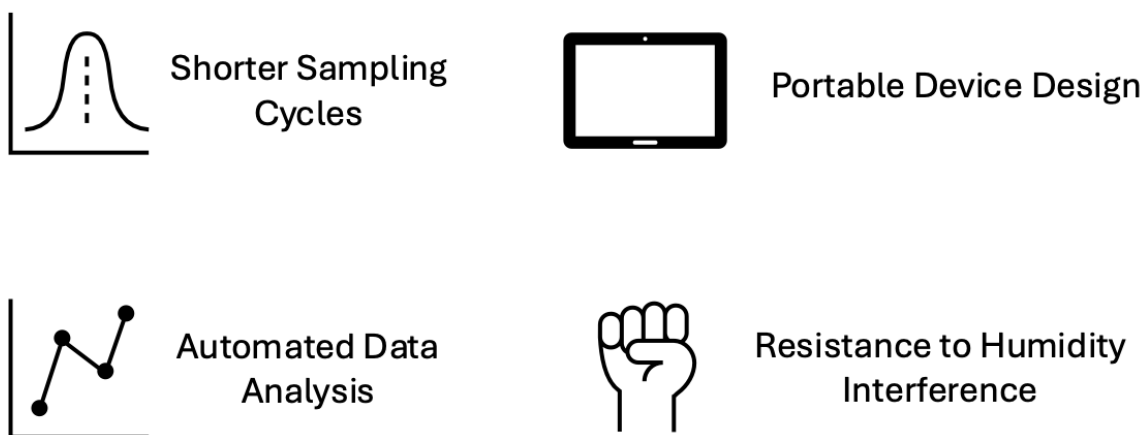 Shorter Sampling
Cycles
Portable Device Design
Automated Data
Analysis
Resistance to Humidity
Interference